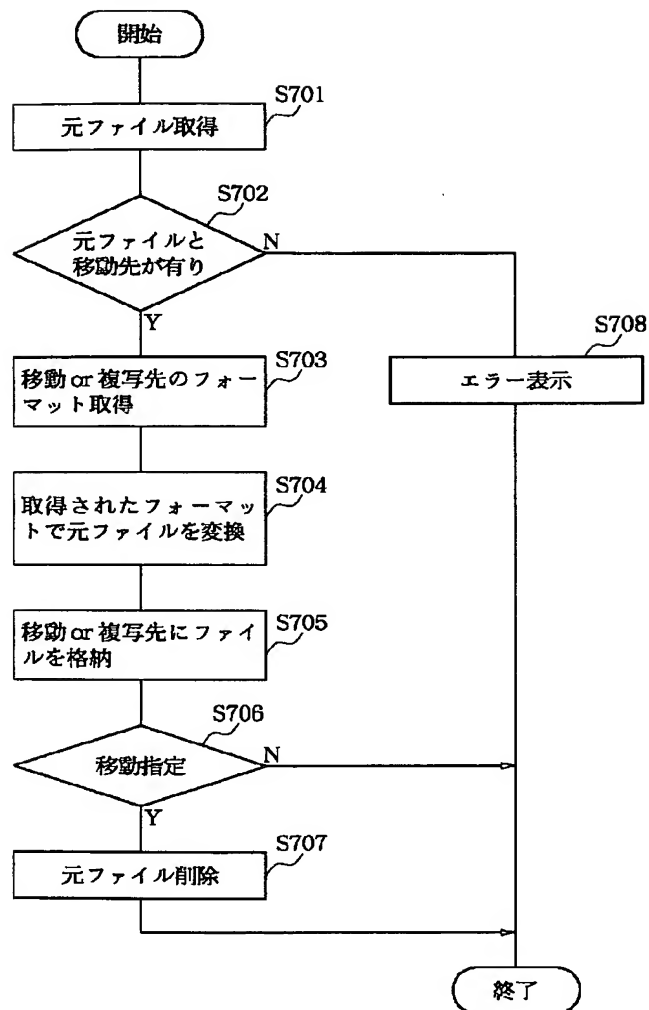 開始
S701
元ファイル取得
S702
元ファイルと
移動先が有り
N
Y
S703
移動or複写先のフォー
マット取得
S708
エラー表示
S704
取得されたフォーマッ
トで元ファイルを変換
S705
移動or複写先にファイ
ルを格納
S706
移動指定
N
Y
S707
元ファイル削除
終了